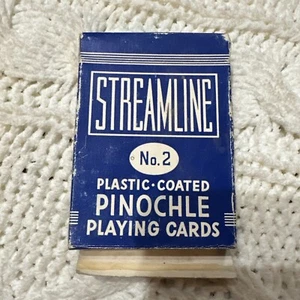 STREAMLINE
No. 2
PLASTIC-COATED
PINOCHLE
PLAYING CARDS